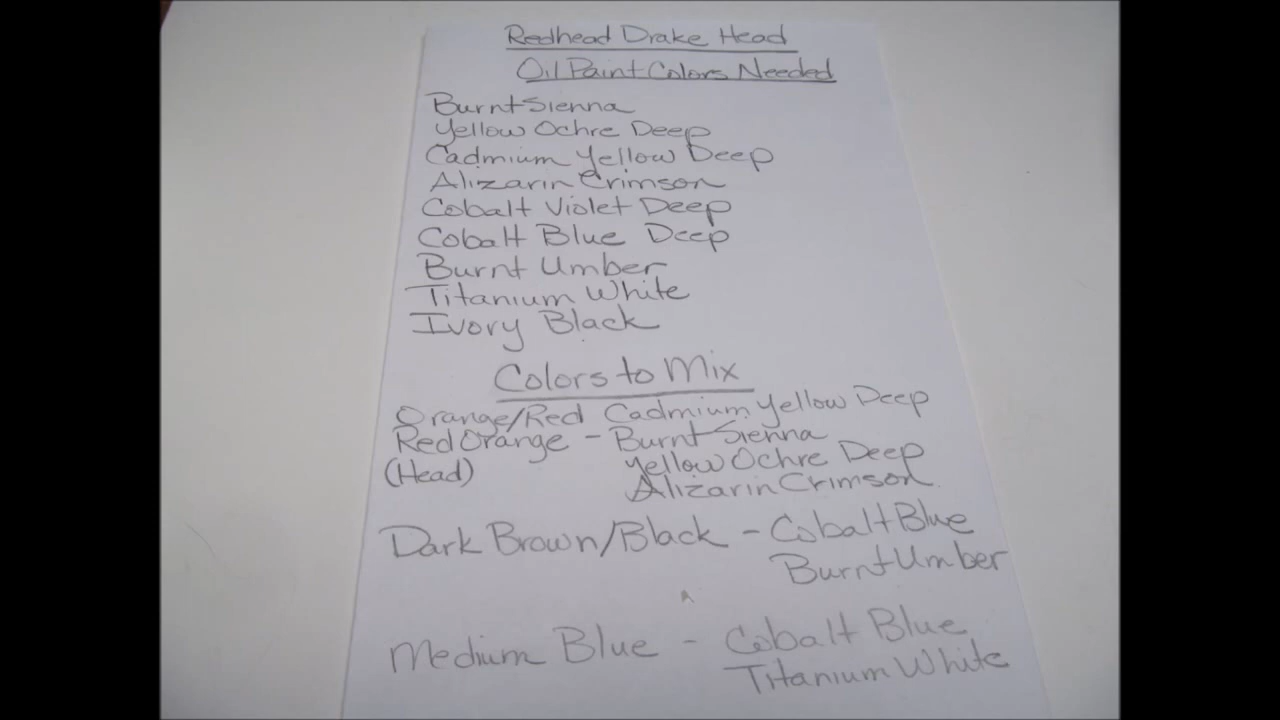 Redhead Drake Head
Oil Paint Colors Needed
Burnt Sienna
Yellow Ochre Deep
Cadmium Yellow Deep
Alizarin Crimson
Cobalt Violet Deep
Cobalt Blue Deep
Burnt Umber
Titanium White
Ivory Black
Colors to Mix
Orange/Red Cadmium Yellow Deep
Red Orange - Burnt Sienna
(Head) Yellow Ochre Deep
Alizarin Crimson
Dark Brown/Black - Cobalt Blue
Burnt Umber
Medium Blue - Cobalt Blue
Titanium White